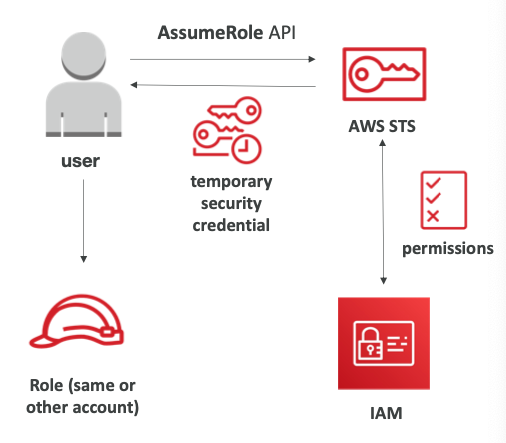 AssumeRole API
AWS STS
user
temporary
security
credential
permissions
Role (same or
other account)
IAM